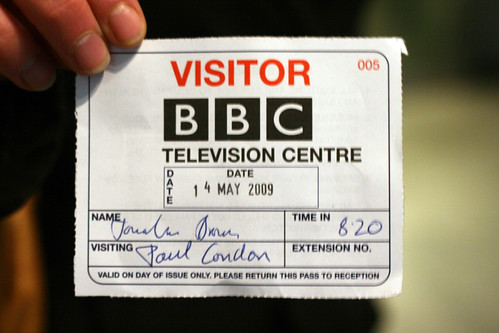 VISITOR 005
BBC
TELEVISION CENTRE
DATE DATE
14 MAY 2009
NAME TIME IN 8·20
VISITING Paul Condon EXTENSION NO.
VALID ON DAY OF ISSUE ONLY. PLEASE RETURN THIS PASS TO RECEPTION